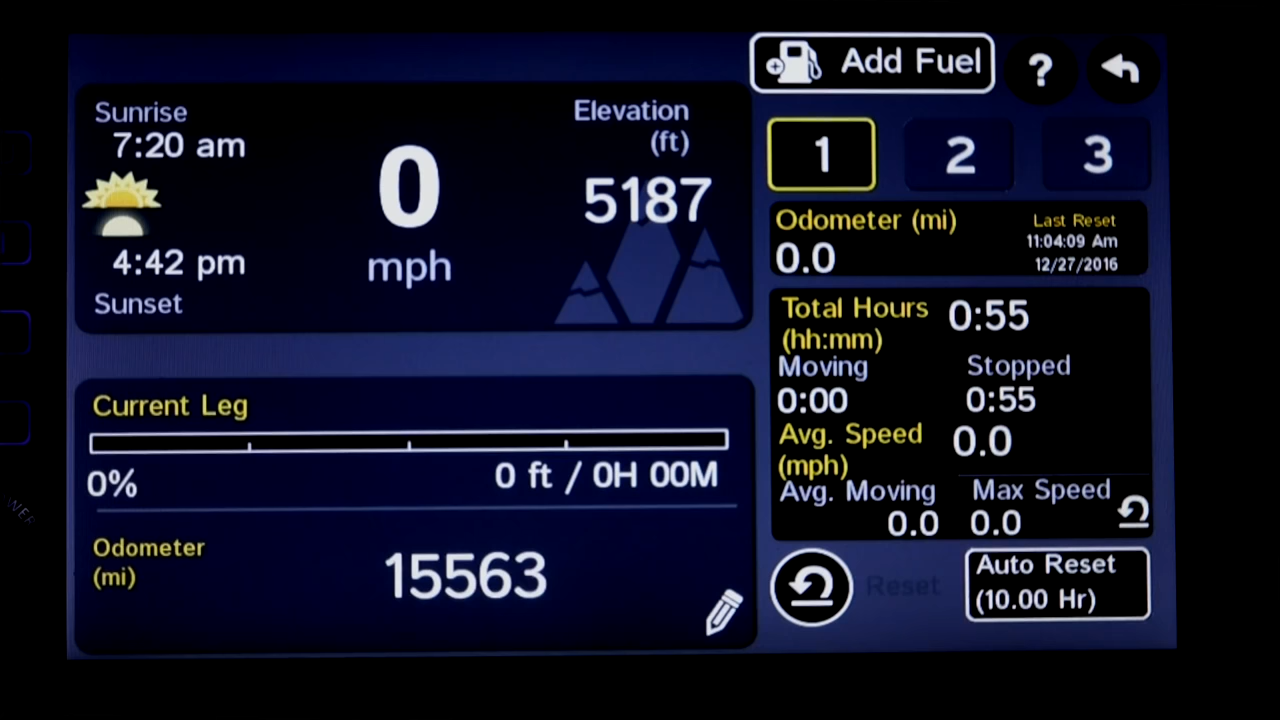 Add Fuel
?
Sunrise
7:20 am
0
mph
4:42 pm
Sunset
Elevation
(ft)
5187
1
2
3
Odometer (mi)
0.0
Last Reset
11:04:09 Am
12/27/2016
Total Hours
(hh:mm)
0:55
Moving
0:00
Stopped
0:55
Avg. Speed
(mph)
0.0
Avg. Moving
0.0
Max Speed
0.0
Current Leg
0%
0 ft / 0H 00M
Odometer
(mi)
15563
Reset
Auto Reset
(10.00 Hr)